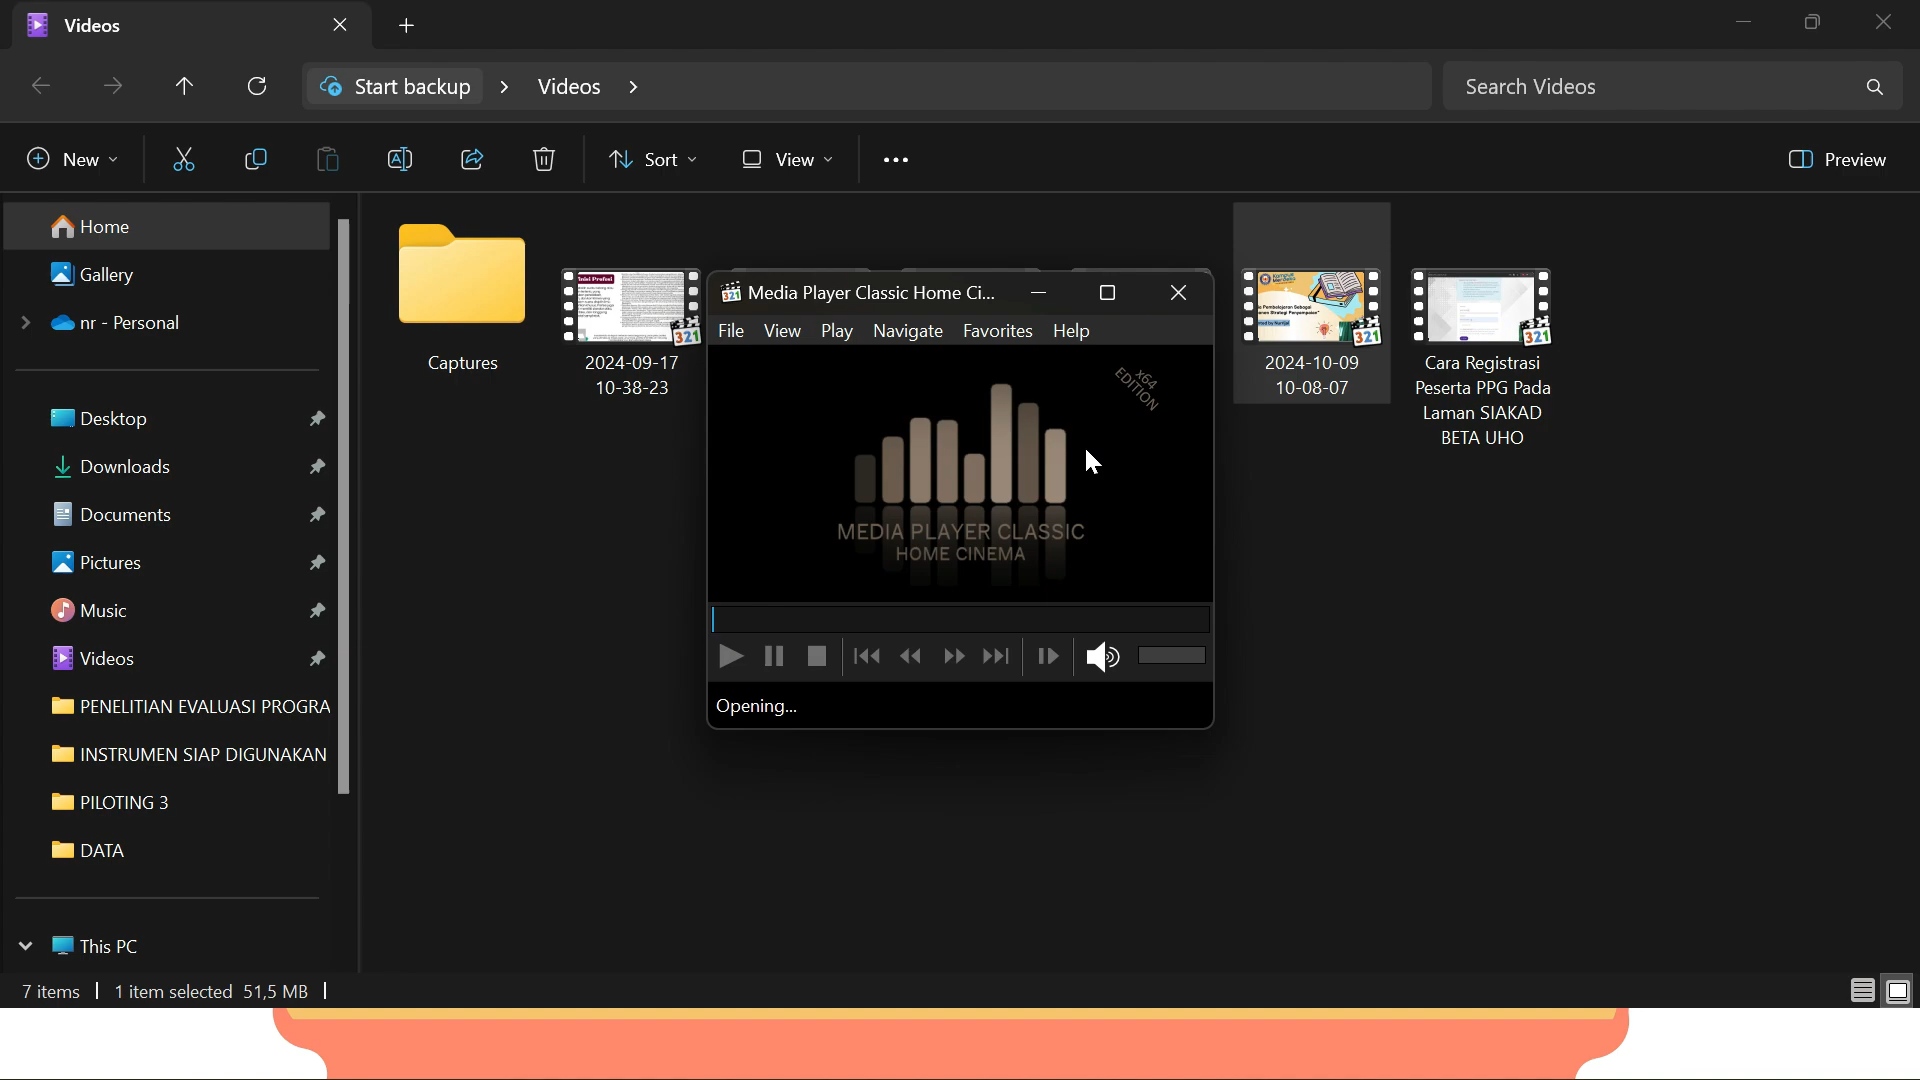 Videos
Start backup
Videos
Search Videos
New
Sort
View
Preview
Home
Gallery
nr - Personal
Desktop
Downloads
Documents
Pictures
Music
Videos
PENELITIAN EVALUASI PROGRA
INSTRUMEN SIAP DIGUNAKAN
PILOTING 3
DATA
This PC
Captures
2024-09-17
10-38-23
Media Player Classic Home Ci...
File View Play Navigate Favorites Help
x64
EDITION
MEDIA PLAYER CLASSIC
HOME CINEMA
Opening...
2024-10-09
10-08-07
Cara Registrasi
Peserta PPG Pada
Laman SIAKAD
BETA UHO
7 items
1 item selected 51,5 MB